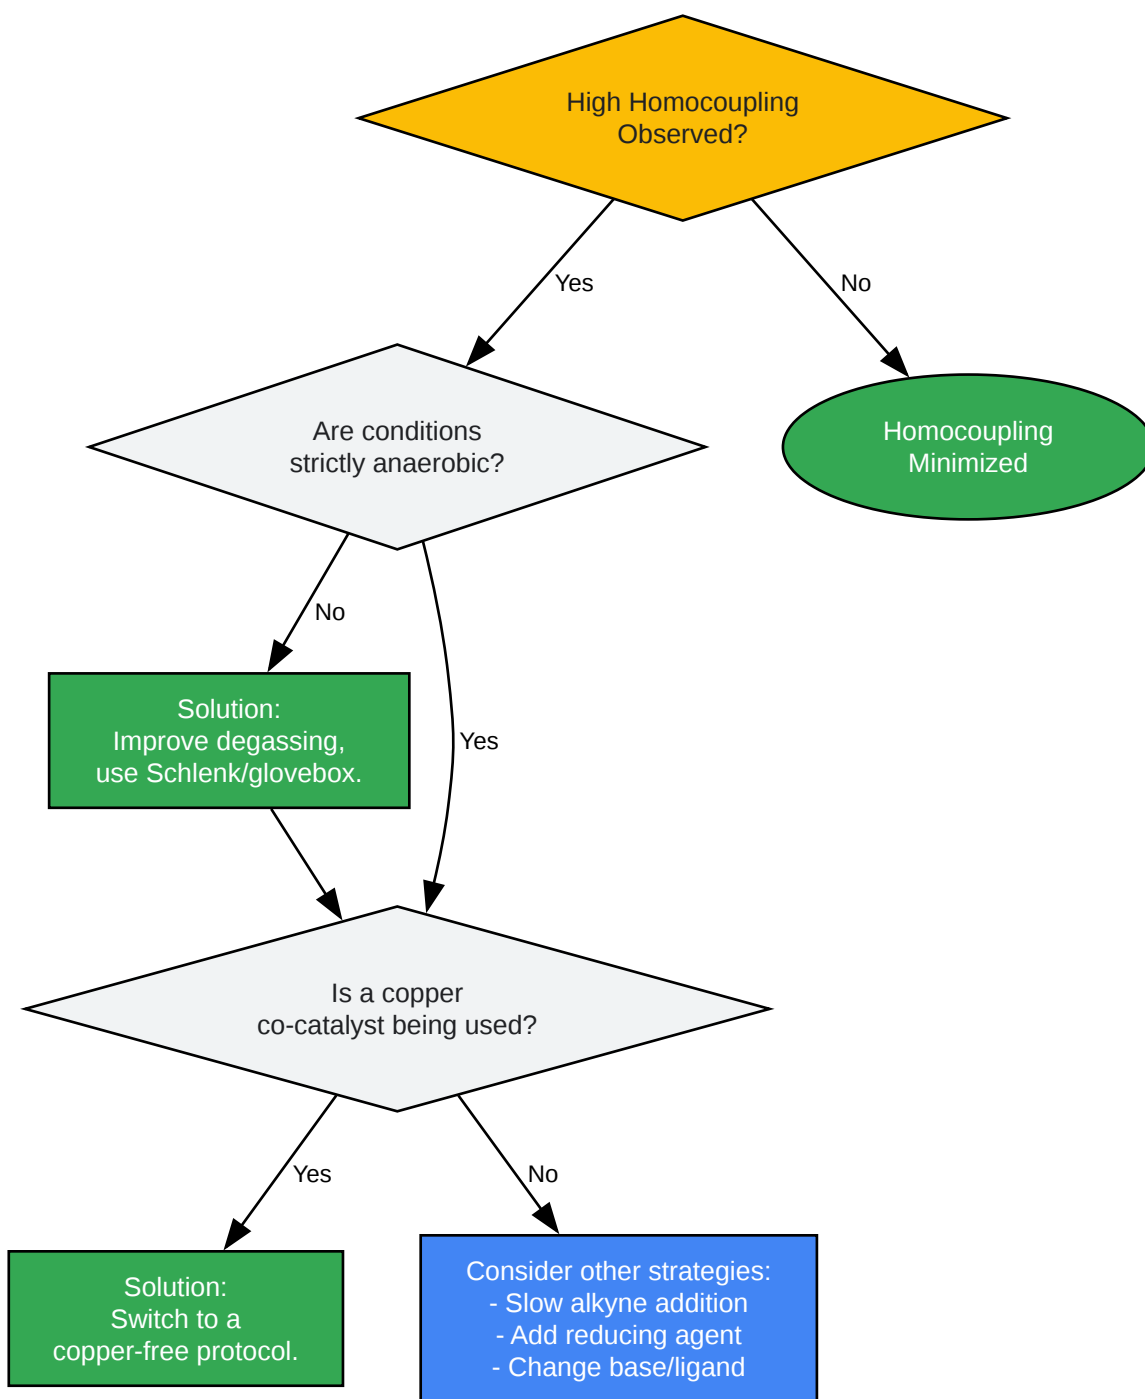 High Homocoupling
Observed?
Yes
No
Are conditions
strictly anaerobic?
Homocoupling
Minimized
No
Solution:
Improve degassing,
use Schlenk/glovebox.
Yes
Is a copper
co-catalyst being used?
Yes
No
Solution:
Switch to a
copper-free protocol.
Consider other strategies:
- Slow alkyne addition
- Add reducing agent
- Change base/ligand